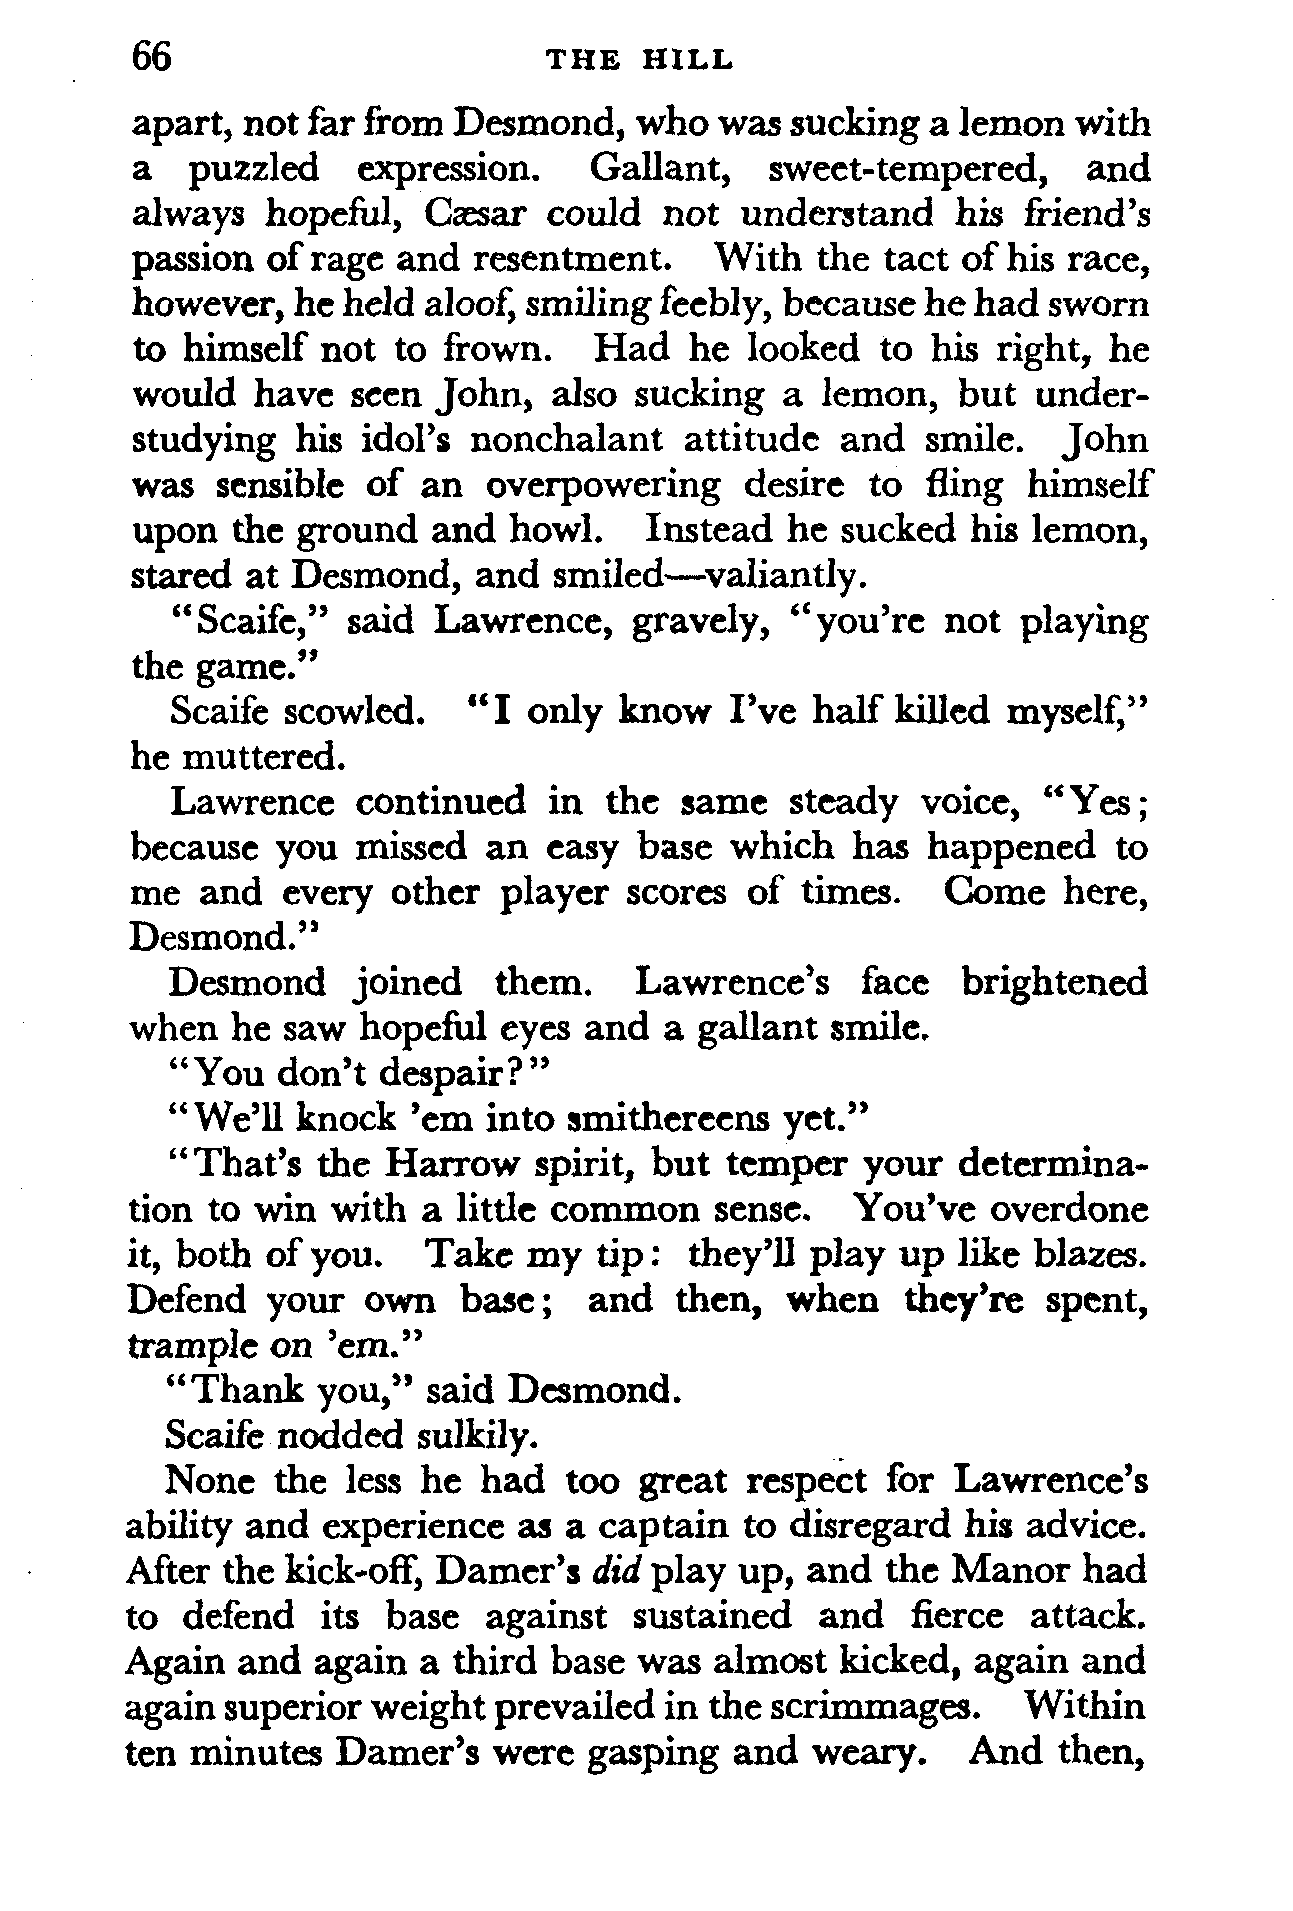 66 THE HILL
apart, not far from Desmond, who was sucking a lemon with
a puzzled expression. Gallant, sweet-tempered, and
always hopeful, Cæsar could not understand his friend's
passion of rage and resentment. With the tact of his race,
however, he held aloof, smiling feebly, because he had sworn
to himself not to frown. Had he looked to his right, he
would have seen John, also sucking a lemon, but under-
studying his idol's nonchalant attitude and smile. John
was sensible of an overpowering desire to fling himself
upon the ground and howl. Instead he sucked his lemon,
stared at Desmond, and smiled—valiantly.
"Scaife," said Lawrence, gravely, "you're not playing
the game."
Scaife scowled. "I only know I've half killed myself,"
he muttered.
Lawrence continued in the same steady voice, "Yes;
because you missed an easy base which has happened to
me and every other player scores of times. Come here,
Desmond."
Desmond joined them. Lawrence's face brightened
when he saw hopeful eyes and a gallant smile.
"You don't despair?"
"We'll knock 'em into smithereens yet."
"That's the Harrow spirit, but temper your determina-
tion to win with a little common sense. You've overdone
it, both of you. Take my tip: they'll play up like blazes.
Defend your own base; and then, when they're spent,
trample on 'em."
"Thank you," said Desmond.
Scaife nodded sulkily.
None the less he had too great respect for Lawrence's
ability and experience as a captain to disregard his advice.
After the kick-off, Damer's did play up, and the Manor had
to defend its base against sustained and fierce attack.
Again and again a third base was almost kicked, again and
again superior weight prevailed in the scrimmages. Within
ten minutes Damer's were gasping and weary. And then,